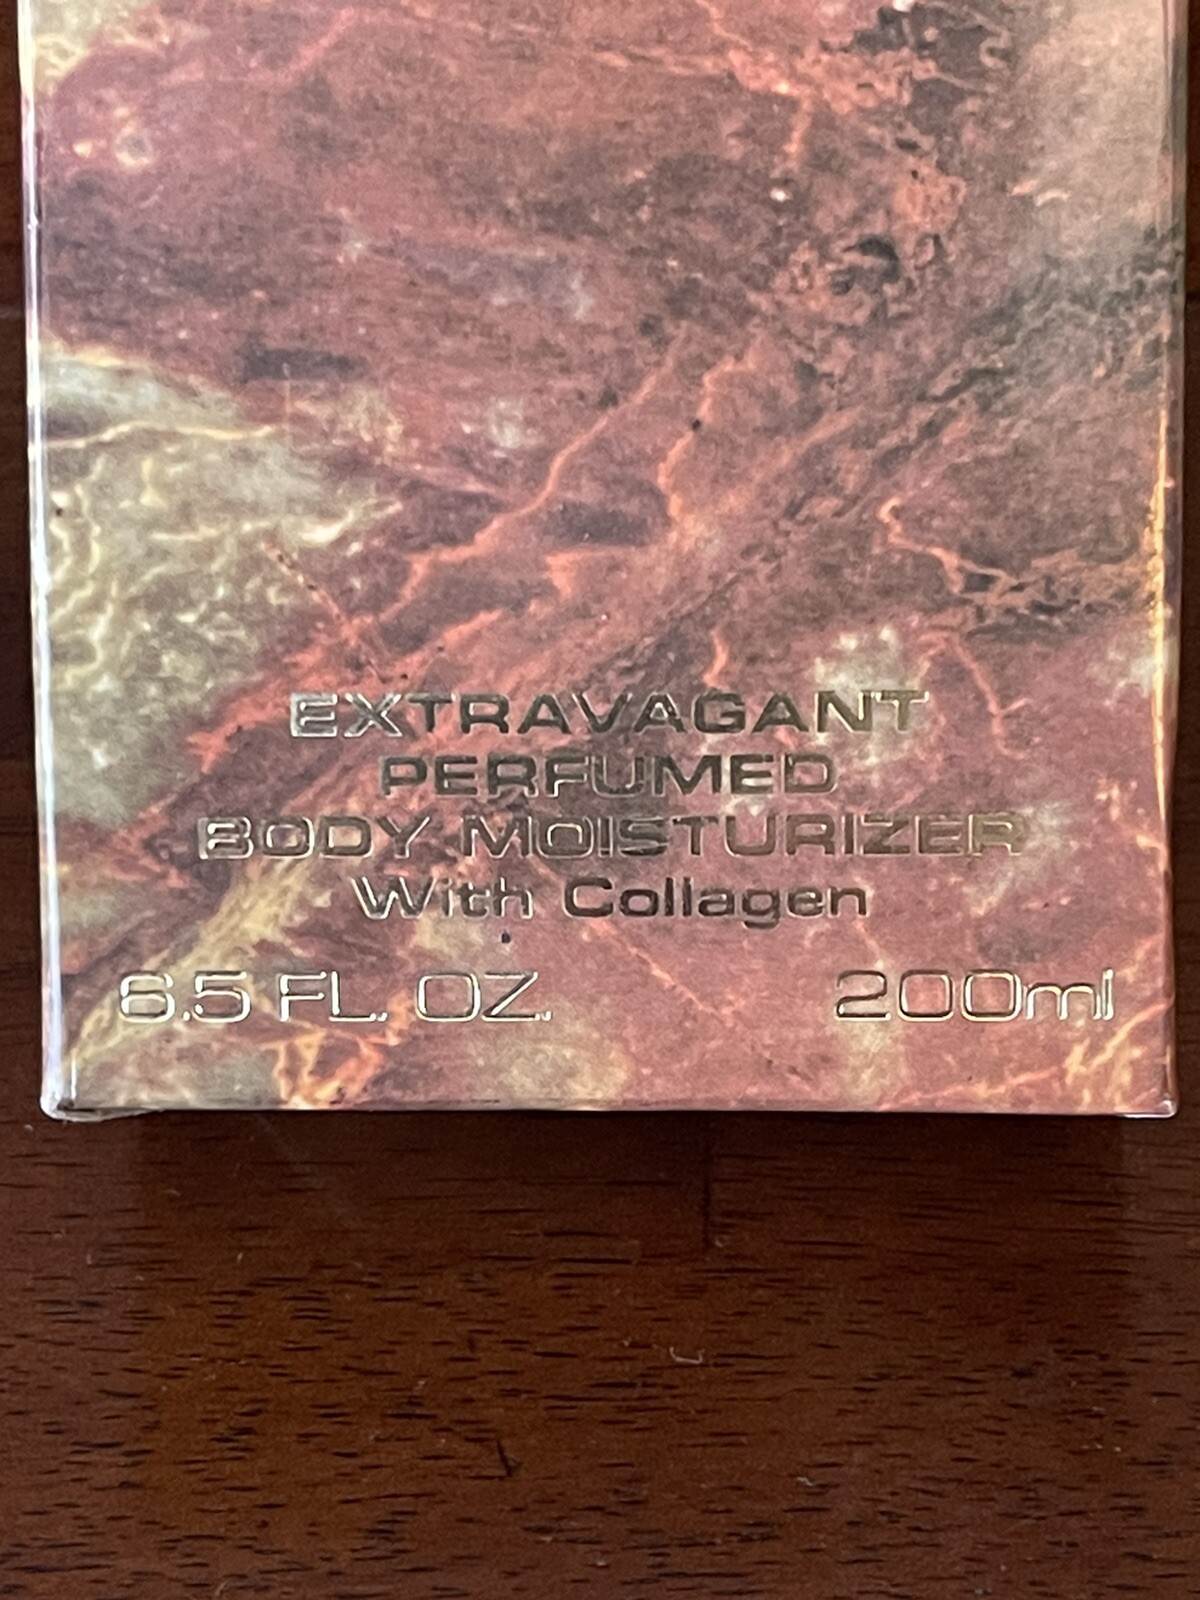 EXTRAVAGANT
PERFUMED
BODY MOISTURIZER
With Collagen
6.5 FL. OZ. 200ml